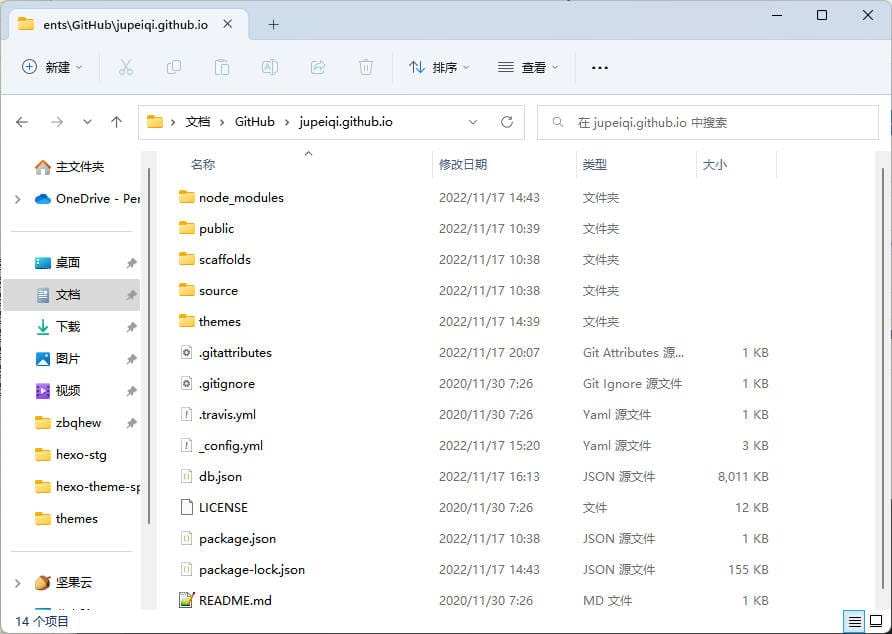 ents\GitHub\jupeiqi.github.io
新建
排序
查看
文档 GitHub jupeiqi.github.io
在 jupeiqi.github.io 中搜索
主文件夹
OneDrive - Per
桌面
文档
下载
图片
视频
zbqhew
hexo-stg
hexo-theme-sp
themes
坚果云
名称 修改日期 类型 大小
node_modules 2022/11/17 14:43 文件夹
public 2022/11/17 10:39 文件夹
scaffolds 2022/11/17 10:38 文件夹
source 2022/11/17 10:38 文件夹
themes 2022/11/17 14:39 文件夹
.gitattributes 2022/11/17 20:07 Git Attributes 源... 1 KB
.gitignore 2020/11/30 7:26 Git Ignore 源文件 1 KB
.travis.yml 2020/11/30 7:26 Yaml 源文件 1 KB
_config.yml 2022/11/17 15:20 Yaml 源文件 3 KB
db.json 2022/11/17 16:13 JSON 源文件 8,011 KB
LICENSE 2020/11/30 7:26 文件 12 KB
package.json 2022/11/17 10:38 JSON 源文件 1 KB
package-lock.json 2022/11/17 14:43 JSON 源文件 155 KB
README.md 2020/11/30 7:26 MD 文件 1 KB
14 个项目